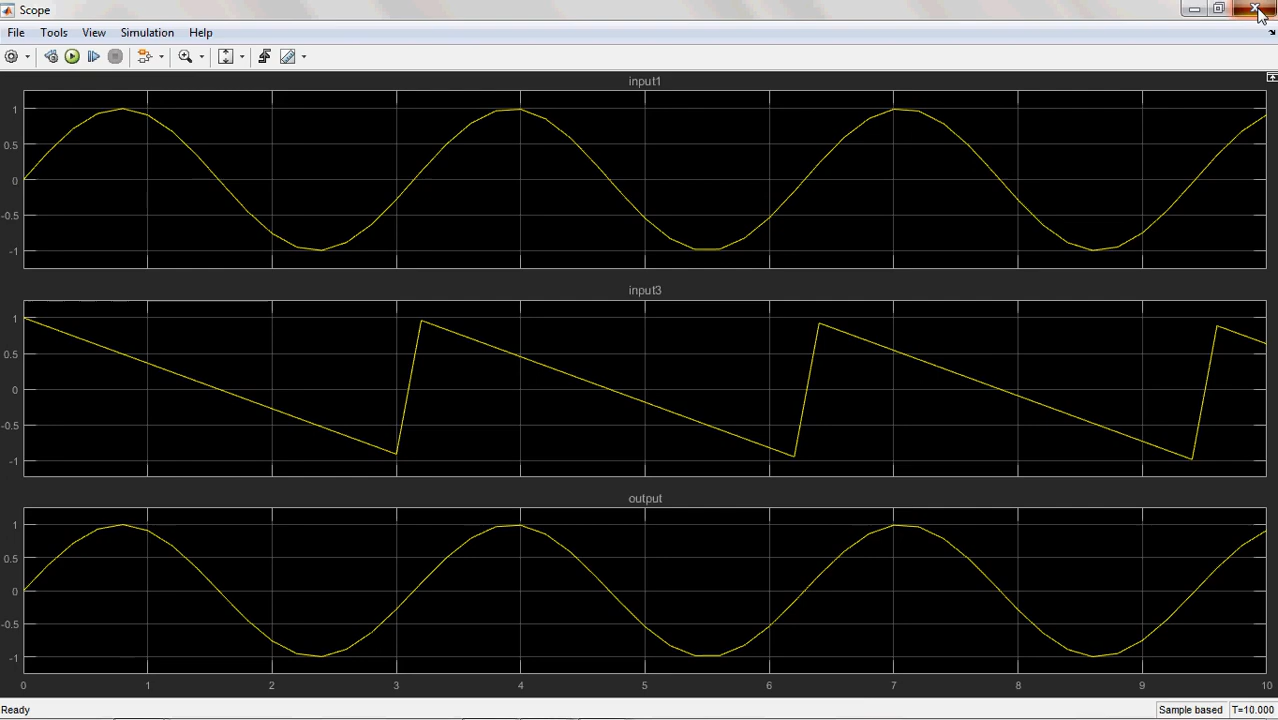 Scope
File Tools View Simulation Help
input1
1
0.5
0
-0.5
-1
input3
1
0.5
0
-0.5
-1
output
1
0.5
0
-0.5
-1
0 1 2 3 4 5 6 7 8 9 10
Ready Sample based T=10.000